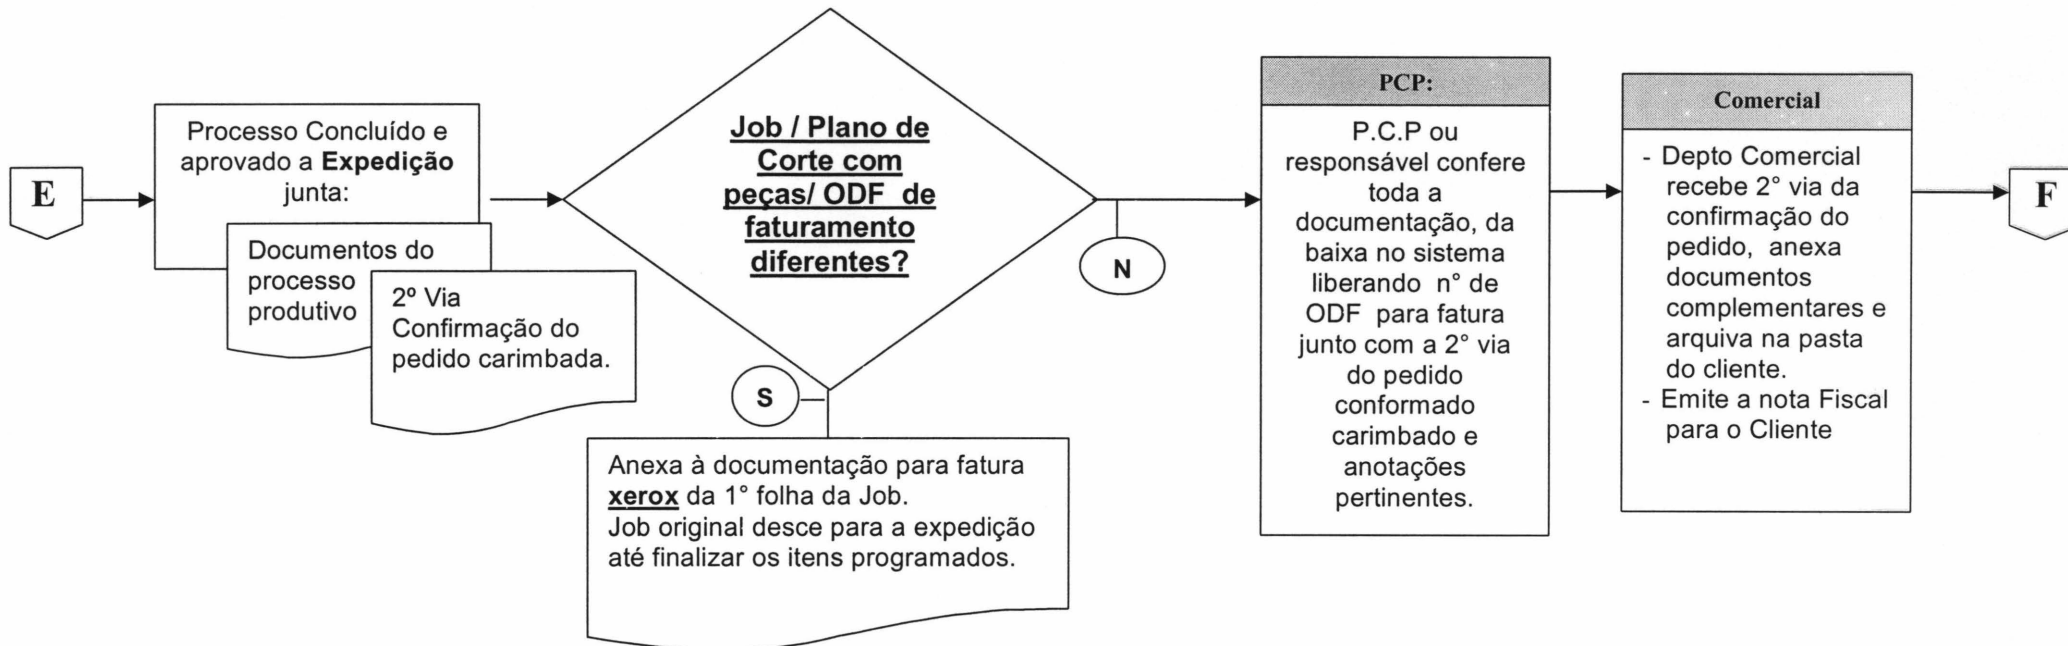 E
Processo Concluído e
aprovado a Expedição
junta:
Documentos do
processo
produtivo
2º Via
Confirmação do
pedido carimbada.
Job / Plano de
Corte com
peças/ ODF de
faturamento
diferentes?
S
N
Anexa à documentação para fatura
xerox da 1° folha da Job.
Job original desce para a expedição
até finalizar os itens programados.
PCP:
P.C.P ou
responsável confere
toda a
documentação, da
baixa no sistema
liberando n° de
ODF para fatura
junto com a 2° via
do pedido
conformado
carimbado e
anotações
pertinentes.
Comercial
- Depto Comercial
recebe 2° via da
confirmação do
pedido, anexa
documentos
complementares e
arquiva na pasta
do cliente.
- Emite a nota Fiscal
para o Cliente
F